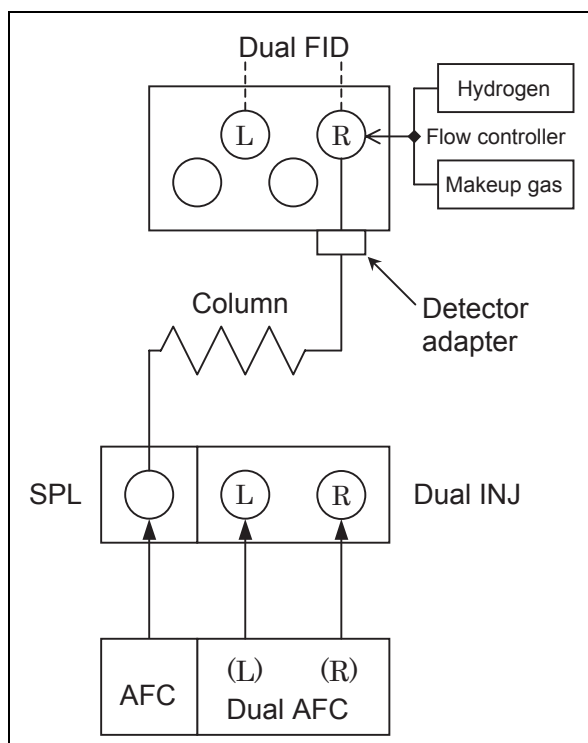 Dual FID
Hydrogen
L
R
Flow controller
Makeup gas
Column
Detector
adapter
SPL
L
R
Dual INJ
AFC
(L)
(R)
Dual AFC